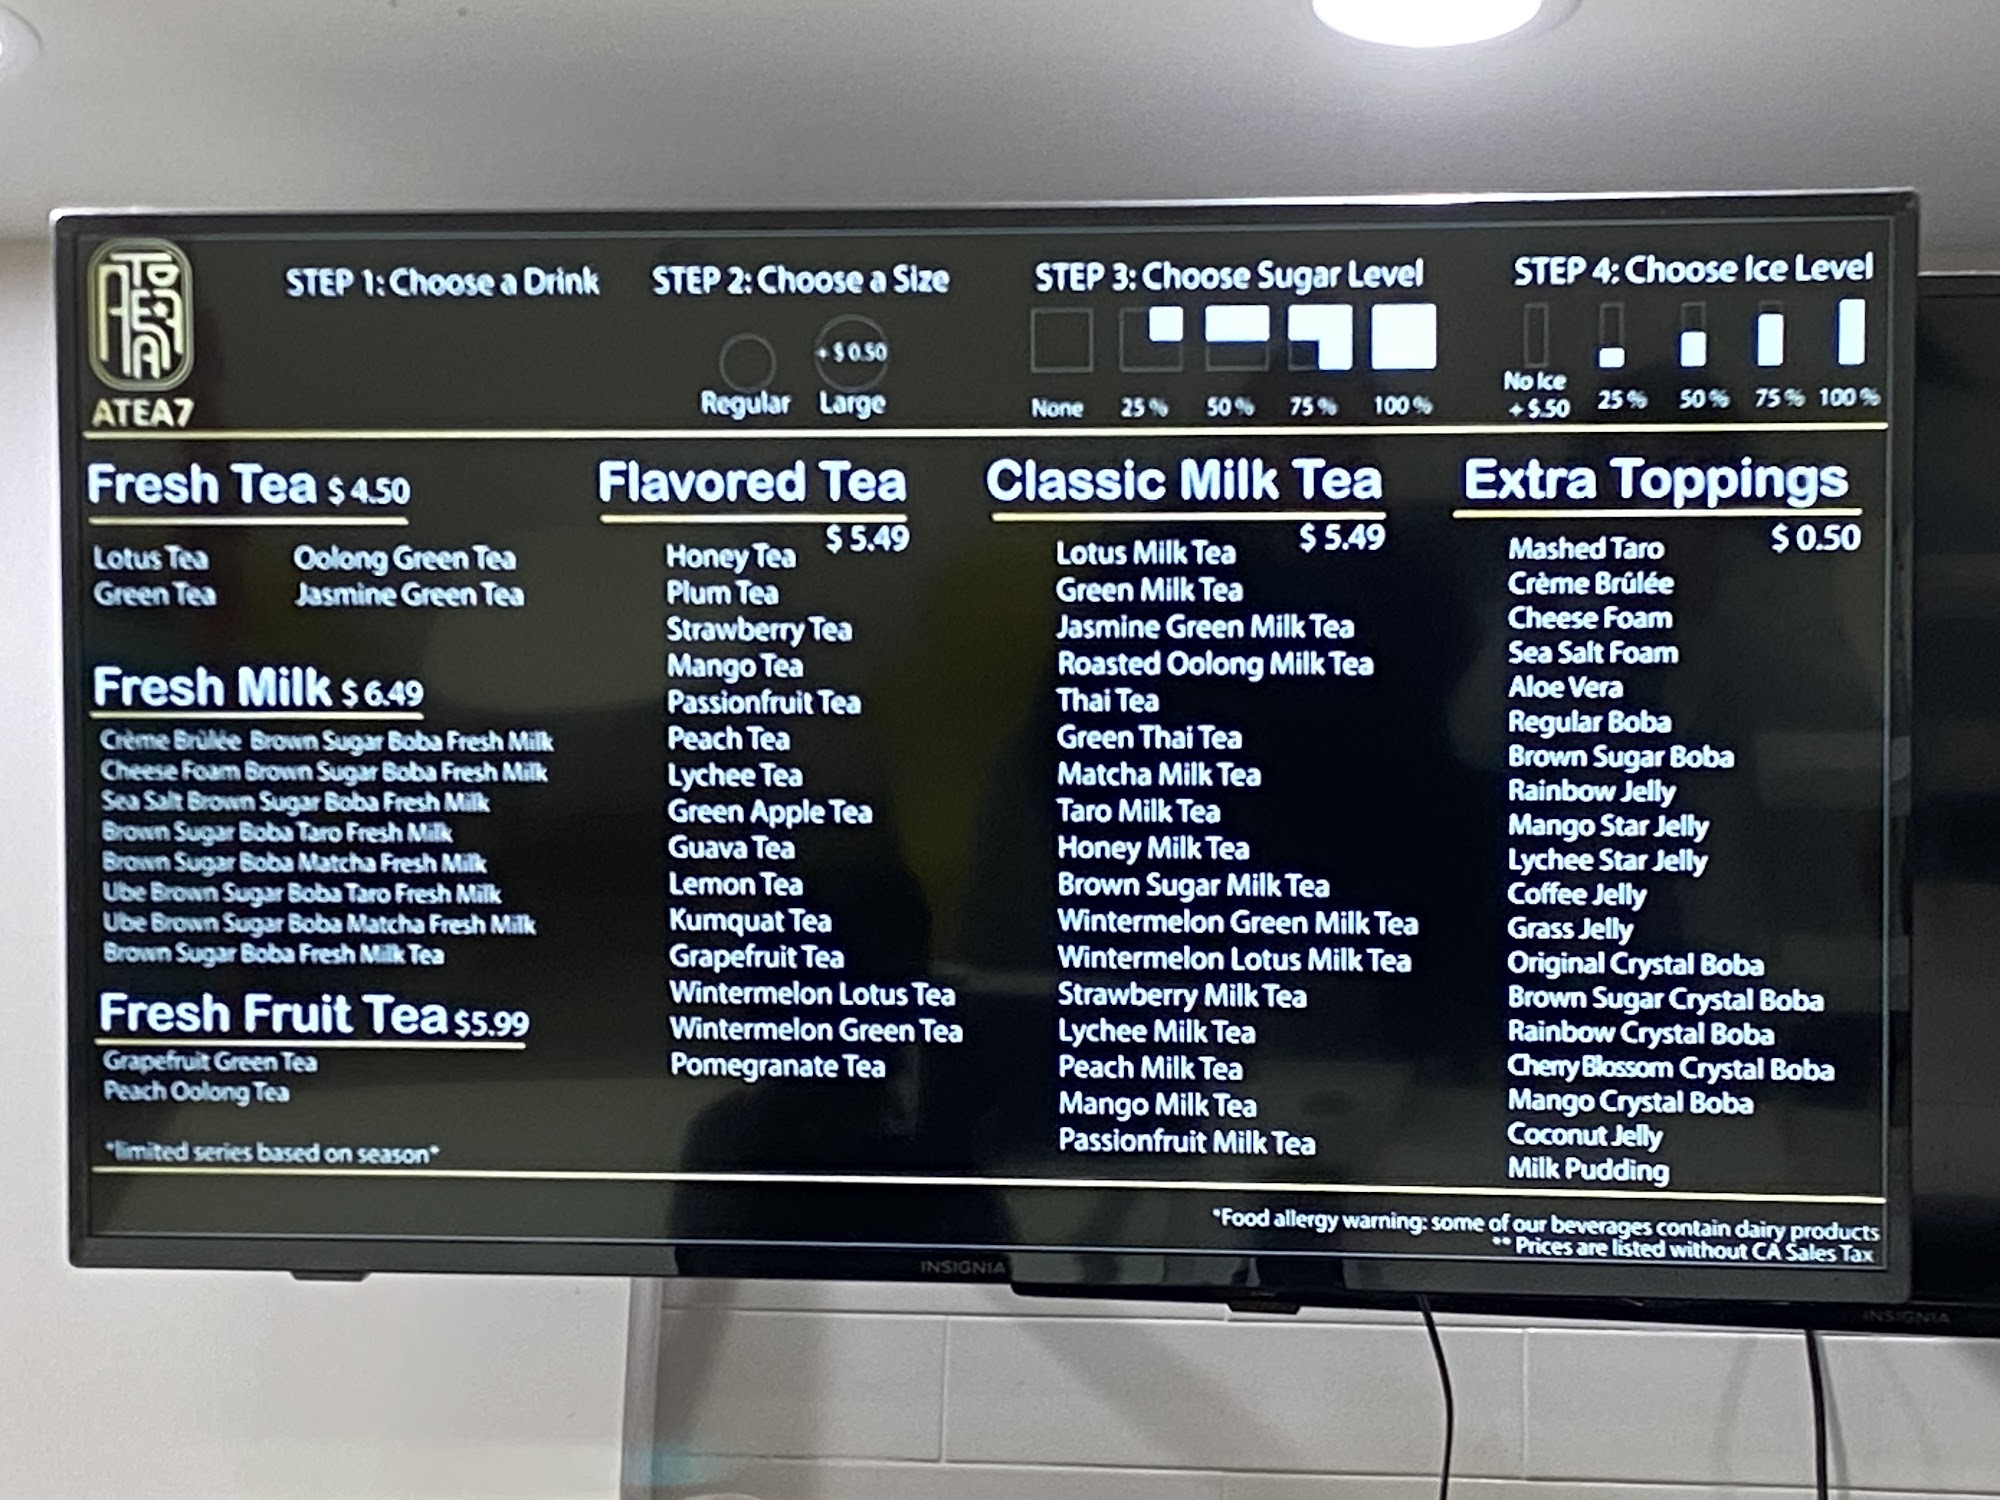 ATEA7
STEP 1: Choose a Drink
STEP 2: Choose a Size
+ $ 0.50
Regular
Large
STEP 3: Choose Sugar Level
None
25 %
50 %
75 %
100 %
STEP 4: Choose Ice Level
No Ice
+ $.50
25 %
50 %
75 %
100 %
Fresh Tea $ 4.50
Lotus Tea
Oolong Green Tea
Green Tea
Jasmine Green Tea
Fresh Milk $ 6.49
Crème Brûlée Brown Sugar Boba Fresh Milk
Cheese Foam Brown Sugar Boba Fresh Milk
Sea Salt Brown Sugar Boba Fresh Milk
Brown Sugar Boba Taro Fresh Milk
Brown Sugar Boba Matcha Fresh Milk
Ube Brown Sugar Boba Taro Fresh Milk
Ube Brown Sugar Boba Matcha Fresh Milk
Brown Sugar Boba Fresh Milk Tea
Fresh Fruit Tea $5.99
Grapefruit Green Tea
Peach Oolong Tea
*limited series based on season*
Flavored Tea
$ 5.49
Honey Tea
Plum Tea
Strawberry Tea
Mango Tea
Passionfruit Tea
Peach Tea
Lychee Tea
Green Apple Tea
Guava Tea
Lemon Tea
Kumquat Tea
Grapefruit Tea
Wintermelon Lotus Tea
Wintermelon Green Tea
Pomegranate Tea
Classic Milk Tea
$ 5.49
Lotus Milk Tea
Green Milk Tea
Jasmine Green Milk Tea
Roasted Oolong Milk Tea
Thai Tea
Green Thai Tea
Matcha Milk Tea
Taro Milk Tea
Honey Milk Tea
Brown Sugar Milk Tea
Wintermelon Green Milk Tea
Wintermelon Lotus Milk Tea
Strawberry Milk Tea
Lychee Milk Tea
Peach Milk Tea
Mango Milk Tea
Passionfruit Milk Tea
Extra Toppings
$ 0.50
Mashed Taro
Crème Brûlée
Cheese Foam
Sea Salt Foam
Aloe Vera
Regular Boba
Brown Sugar Boba
Rainbow Jelly
Mango Star Jelly
Lychee Star Jelly
Coffee Jelly
Grass Jelly
Original Crystal Boba
Brown Sugar Crystal Boba
Rainbow Crystal Boba
Cherry Blossom Crystal Boba
Mango Crystal Boba
Coconut Jelly
Milk Pudding
*Food allergy warning: some of our beverages contain dairy products
** Prices are listed without CA Sales Tax
INSIGNIA
INSIGNIA